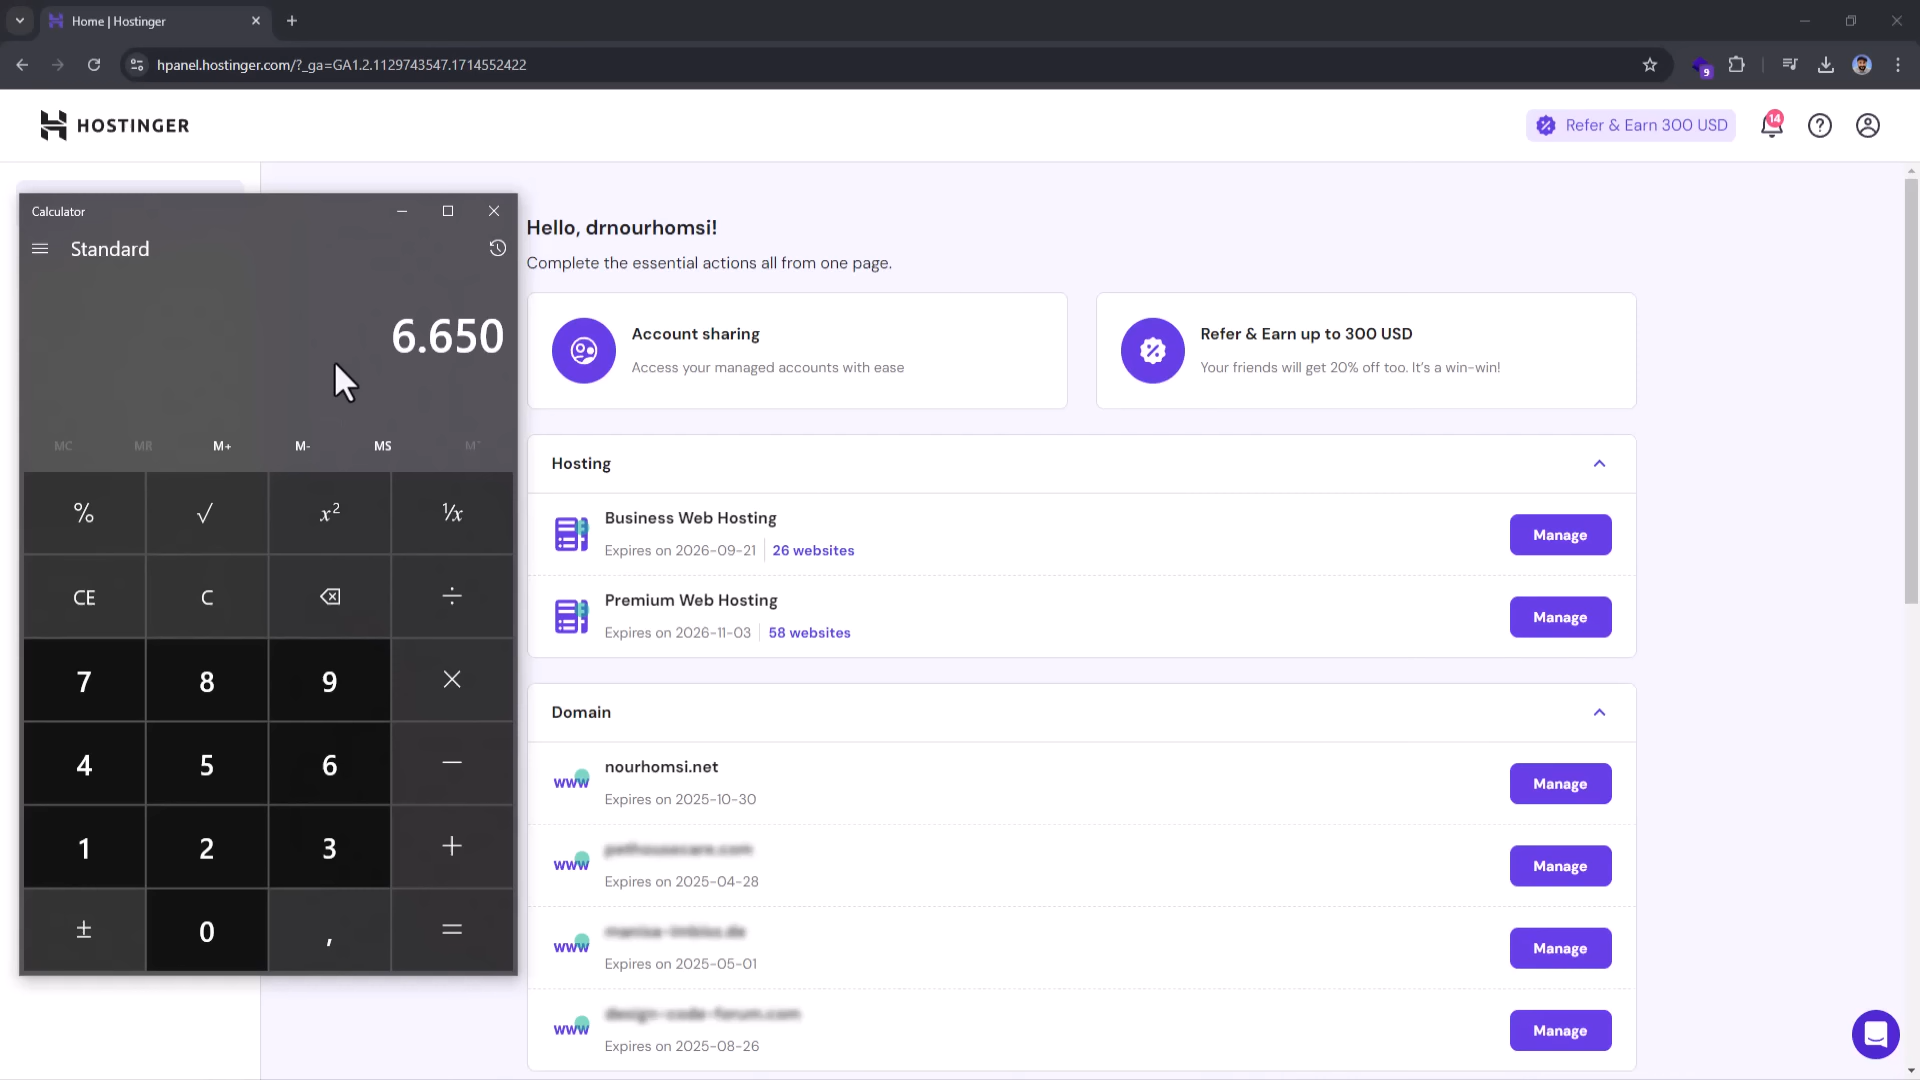 Home | Hostinger
hpanel.hostinger.com/?_ga=GA1.2.1129743547.1714552422
9
HOSTINGER
Refer & Earn 300 USD
14
Calculator
Standard
6.650
MC MR M+ M- MS M˅
% √ x² ¹⁄x
CE C ÷
7 8 9 ×
4 5 6 −
1 2 3 +
± 0 , =
Hello, drnourhomsi!
Complete the essential actions all from one page.
Account sharing
Access your managed accounts with ease
Refer & Earn up to 300 USD
Your friends will get 20% off too. It's a win-win!
Hosting
Business Web Hosting
Expires on 2026-09-21 26 websites
Manage
Premium Web Hosting
Expires on 2026-11-03 58 websites
Manage
Domain
www
nourhomsi.net
Expires on 2025-10-30
Manage
www
Expires on 2025-04-28
Manage
www
Expires on 2025-05-01
Manage
www
Expires on 2025-08-26
Manage